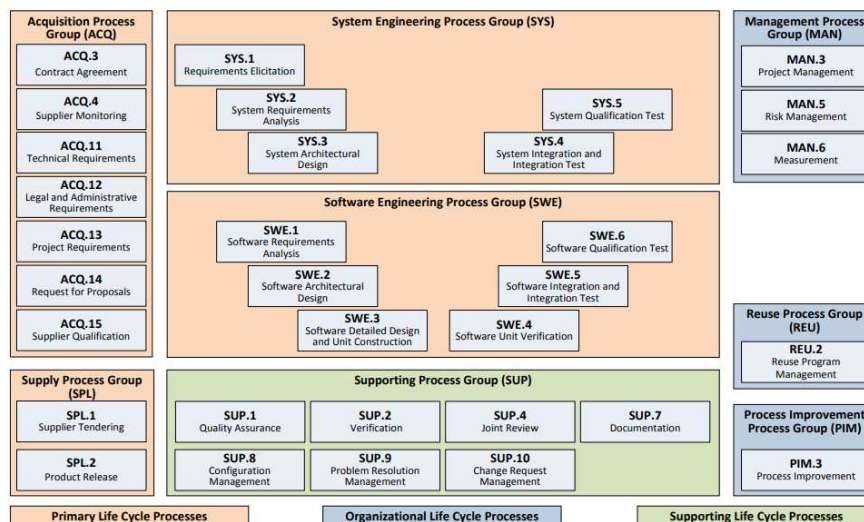 Acquisition Process
Group (ACQ)
ACQ.3
Contract Agreement
ACQ.4
Supplier Monitoring
ACQ.11
Technical Requirements
ACQ.12
Legal and Administrative
Requirements
ACQ.13
Project Requirements
ACQ.14
Request for Proposals
ACQ.15
Supplier Qualification
System Engineering Process Group (SYS)
SYS.1
Requirements Elicitation
SYS.2
System Requirements
Analysis
SYS.3
System Architectural
Design
SYS.5
System Qualification Test
SYS.4
System Integration and
Integration Test
Management Process
Group (MAN)
MAN.3
Project Management
MAN.5
Risk Management
MAN.6
Measurement
Software Engineering Process Group (SWE)
SWE.1
Software Requirements
Analysis
SWE.2
Software Architectural
Design
SWE.3
Software Detailed Design
and Unit Construction
SWE.6
Software Qualification Test
SWE.5
Software Integration and
Integration Test
SWE.4
Software Unit Verification
Reuse Process Group
(REU)
REU.2
Reuse Program
Management
Supply Process Group
(SPL)
SPL.1
Supplier Tendering
SPL.2
Product Release
Supporting Process Group (SUP)
SUP.1
Quality Assurance
SUP.2
Verification
SUP.4
Joint Review
SUP.7
Documentation
SUP.8
Configuration
Management
SUP.9
Problem Resolution
Management
SUP.10
Change Request
Management
Process Improvement
Process Group (PIM)
PIM.3
Process Improvement
Primary Life Cycle Processes
Organizational Life Cycle Processes
Supporting Life Cycle Processes